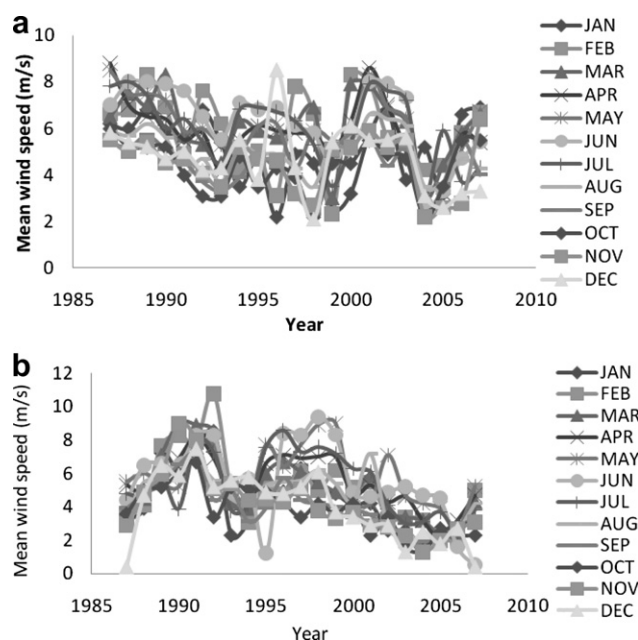 a
Mean wind speed (m/s)
10
8
6
4
2
0
1985 1990 1995 2000 2005 2010
Year
JAN
FEB
MAR
APR
MAY
JUN
JUL
AUG
SEP
OCT
NOV
DEC
b
Mean wind speed (m/s)
12
10
8
6
4
2
0
1985 1990 1995 2000 2005 2010
Year
JAN
FEB
MAR
APR
MAY
JUN
JUL
AUG
SEP
OCT
NOV
DEC